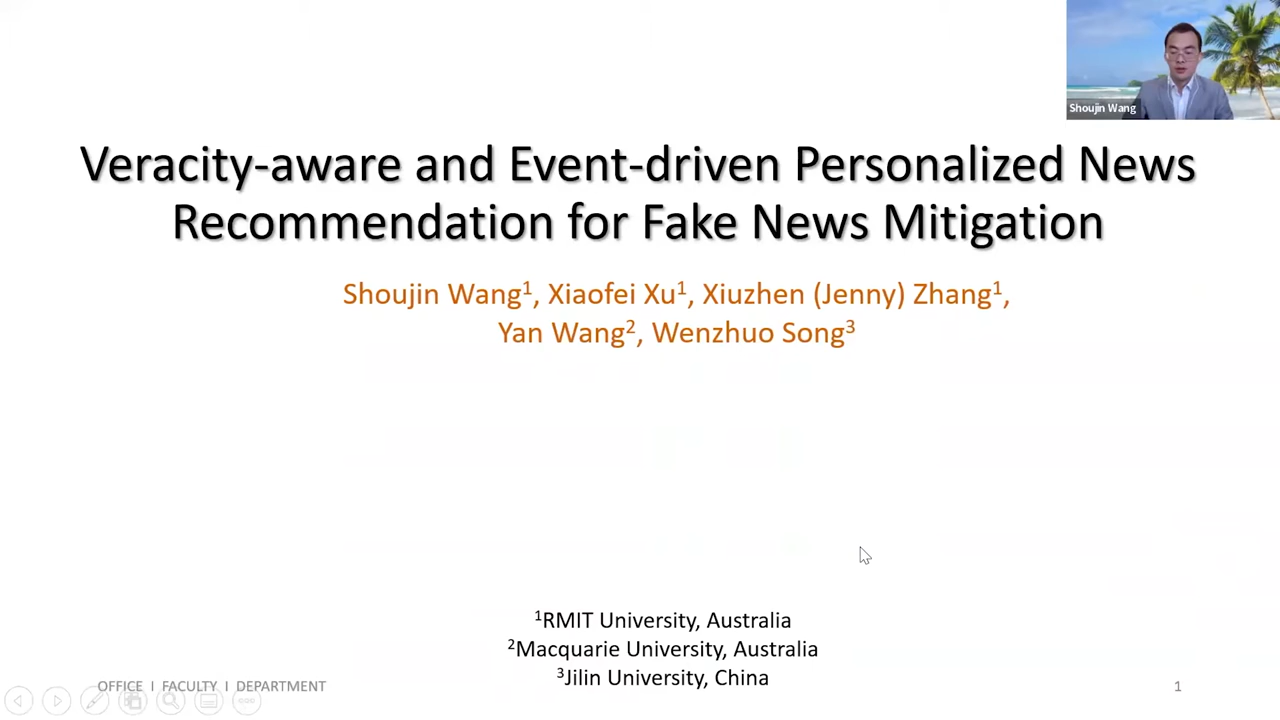 Shoujin Wang
Veracity-aware and Event-driven Personalized News
Recommendation for Fake News Mitigation
Shoujin Wang¹, Xiaofei Xu¹, Xiuzhen (Jenny) Zhang¹,
Yan Wang², Wenzhuo Song³
¹RMIT University, Australia
²Macquarie University, Australia
³Jilin University, China
OFFICE I FACULTY I DEPARTMENT
1